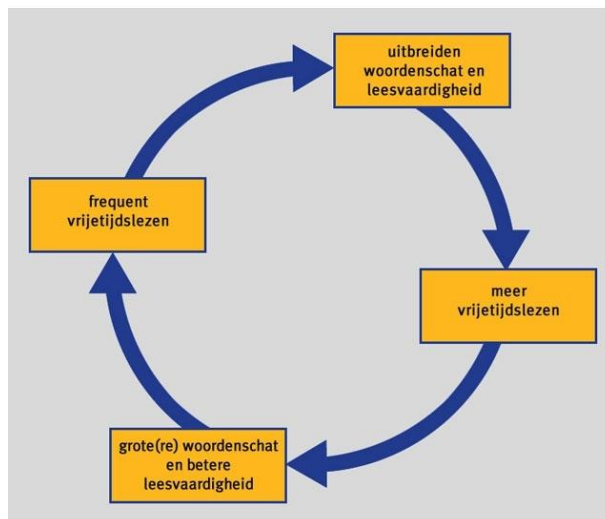 uitbreiden
woordenschat en
leesvaardigheid
frequent
vrijetijdslezen
meer
vrijetijdslezen
grote(re) woordenschat
en betere
leesvaardigheid